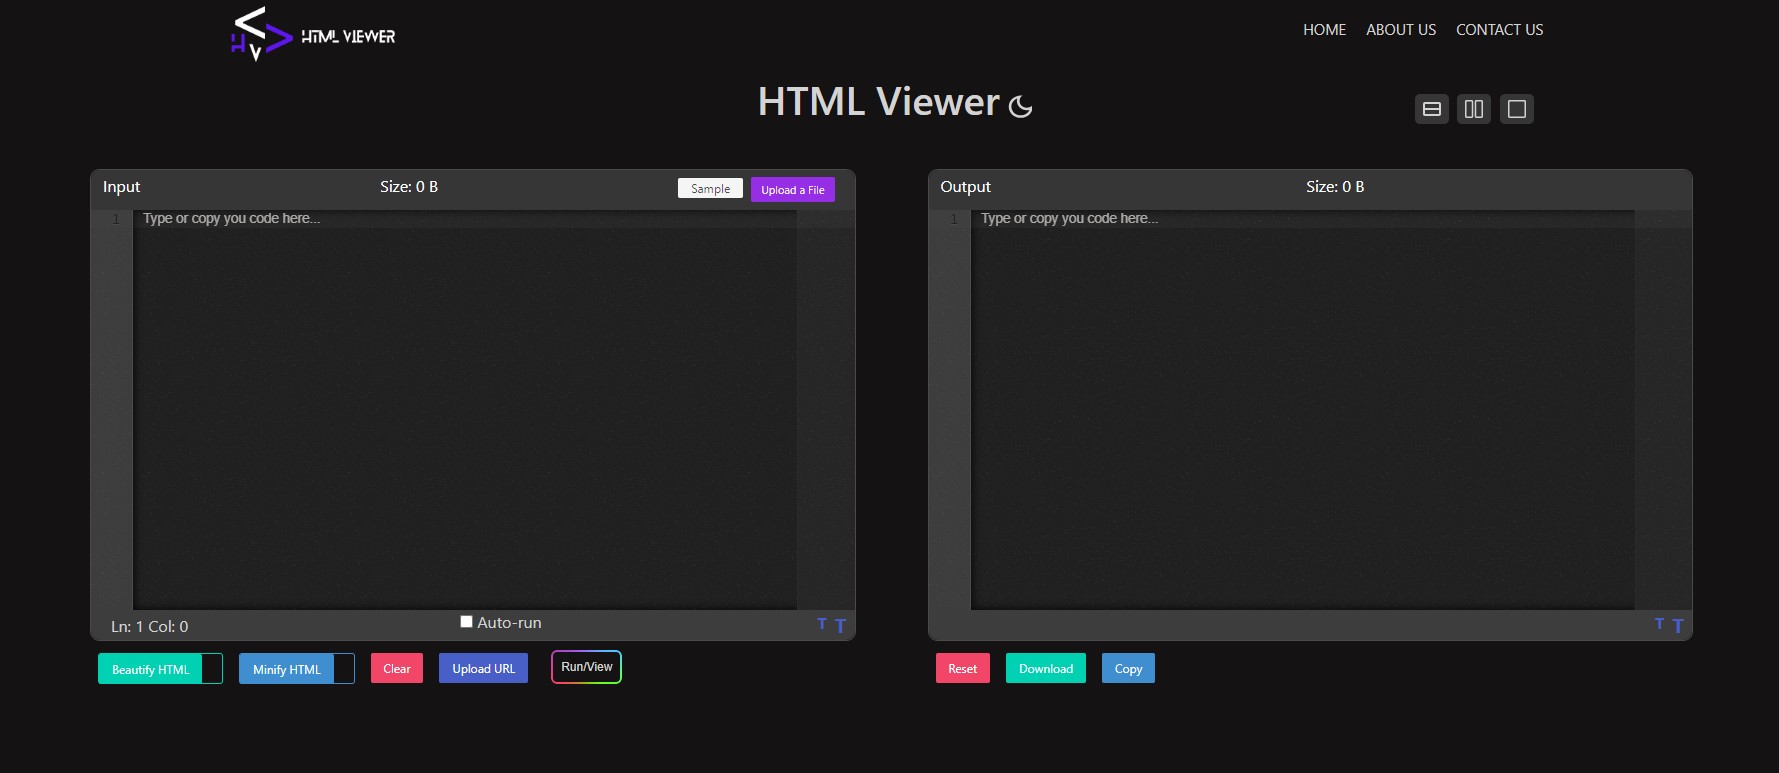 H V HTML VIEWER
HOME ABOUT US CONTACT US
HTML Viewer
Input Size: 0 B Sample Upload a File
1 Type or copy you code here...
Ln: 1 Col: 0 Auto-run T T
Beautify HTML Minify HTML Clear Upload URL Run/View
Output Size: 0 B
1 Type or copy you code here...
T T
Reset Download Copy